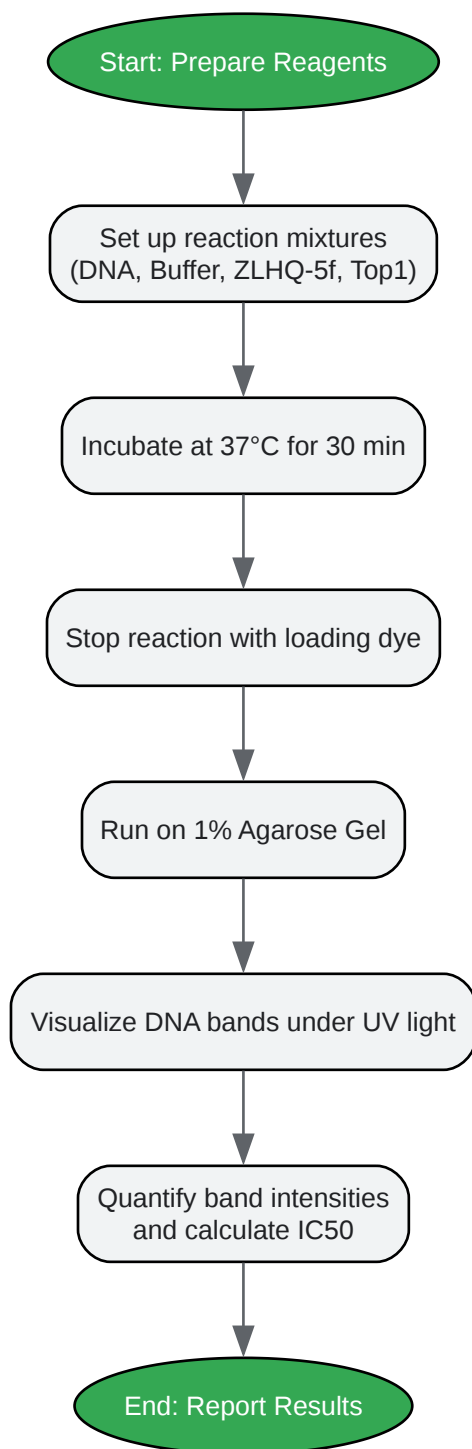 Start: Prepare Reagents
Set up reaction mixtures
(DNA, Buffer, ZLHQ-5f, Top1)
Incubate at 37°C for 30 min
Stop reaction with loading dye
Run on 1% Agarose Gel
Visualize DNA bands under UV light
Quantify band intensities
and calculate IC50
End: Report Results